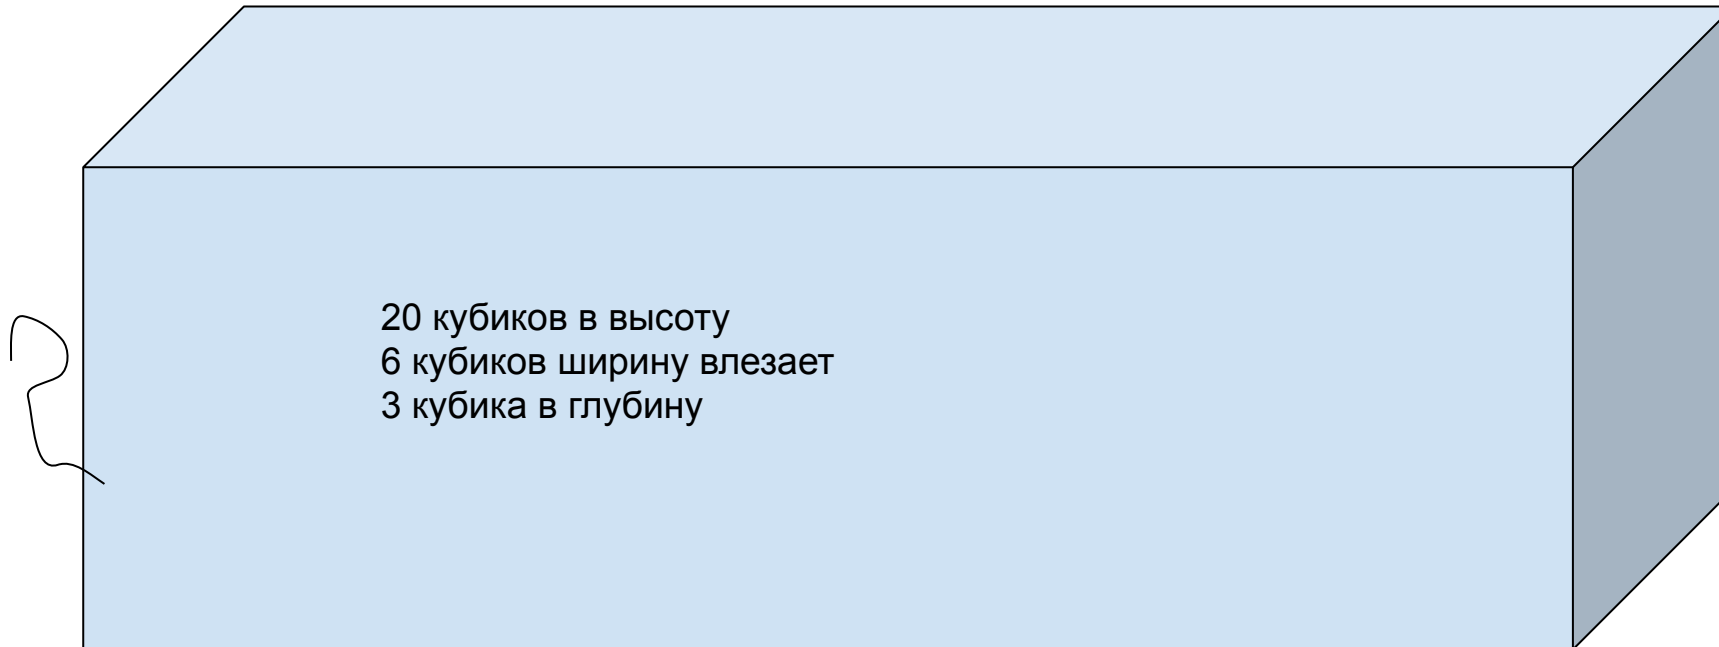 20 кубиков в высоту
6 кубиков ширину влезает
3 кубика в глубину